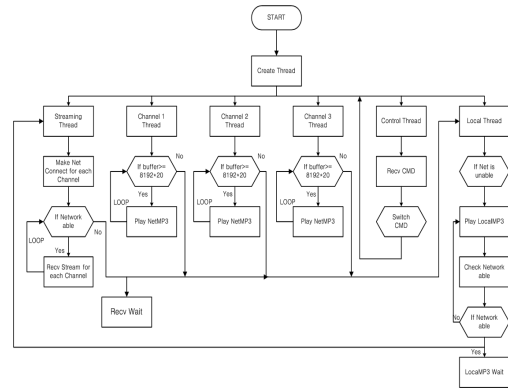 START
Create Thread
Streaming
Thread
Channel 1
Thread
Channel 2
Thread
Channel 3
Thread
Control Thread
Local Thread
Make Net
Connect for each
Channel
If buffer>=
8192*20
No
If buffer>=
8192*20
No
If buffer>=
8192*20
No
Recv CMD
If Net is
unable
Yes
LOOP
Yes
LOOP
Yes
LOOP
If Network
able
No
Play NetMP3
Play NetMP3
Play NetMP3
Switch
CMD
Play LocalMP3
LOOP
Yes
Recv Stream for
each Channel
Check Network
able
Recv Wait
No
If Network
able
Yes
LocaMP3 Wait